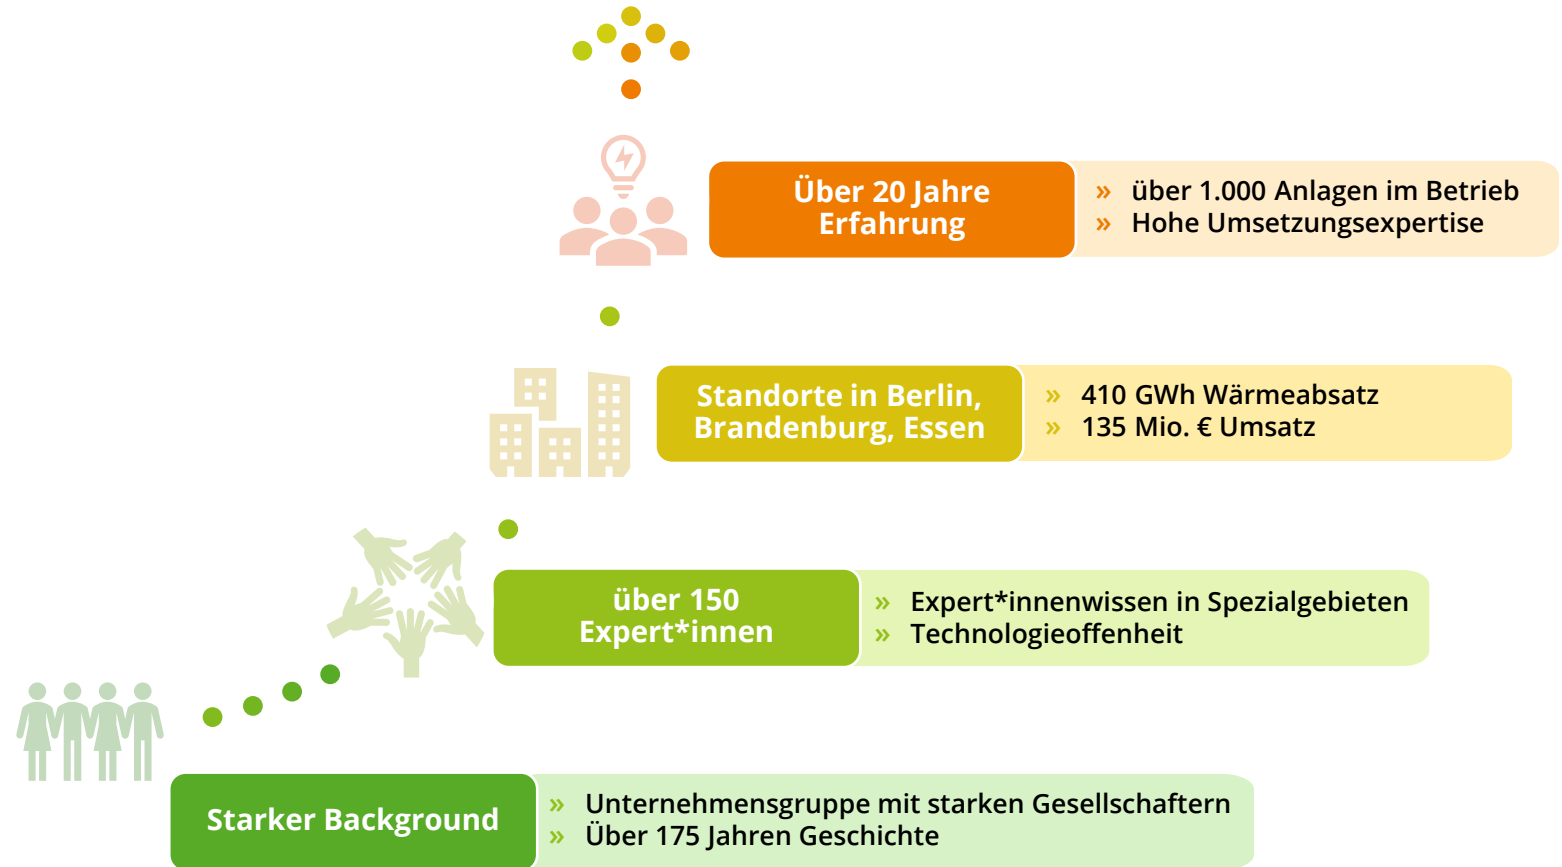 Über 20 Jahre
Erfahrung
» über 1.000 Anlagen im Betrieb
» Hohe Umsetzungsexpertise
Standorte in Berlin,
Brandenburg, Essen
» 410 GWh Wärmeabsatz
» 135 Mio. € Umsatz
über 150
Expert*innen
» Expert*innenwissen in Spezialgebieten
» Technologieoffenheit
Starker Background
» Unternehmensgruppe mit starken Gesellschaftern
» Über 175 Jahren Geschichte